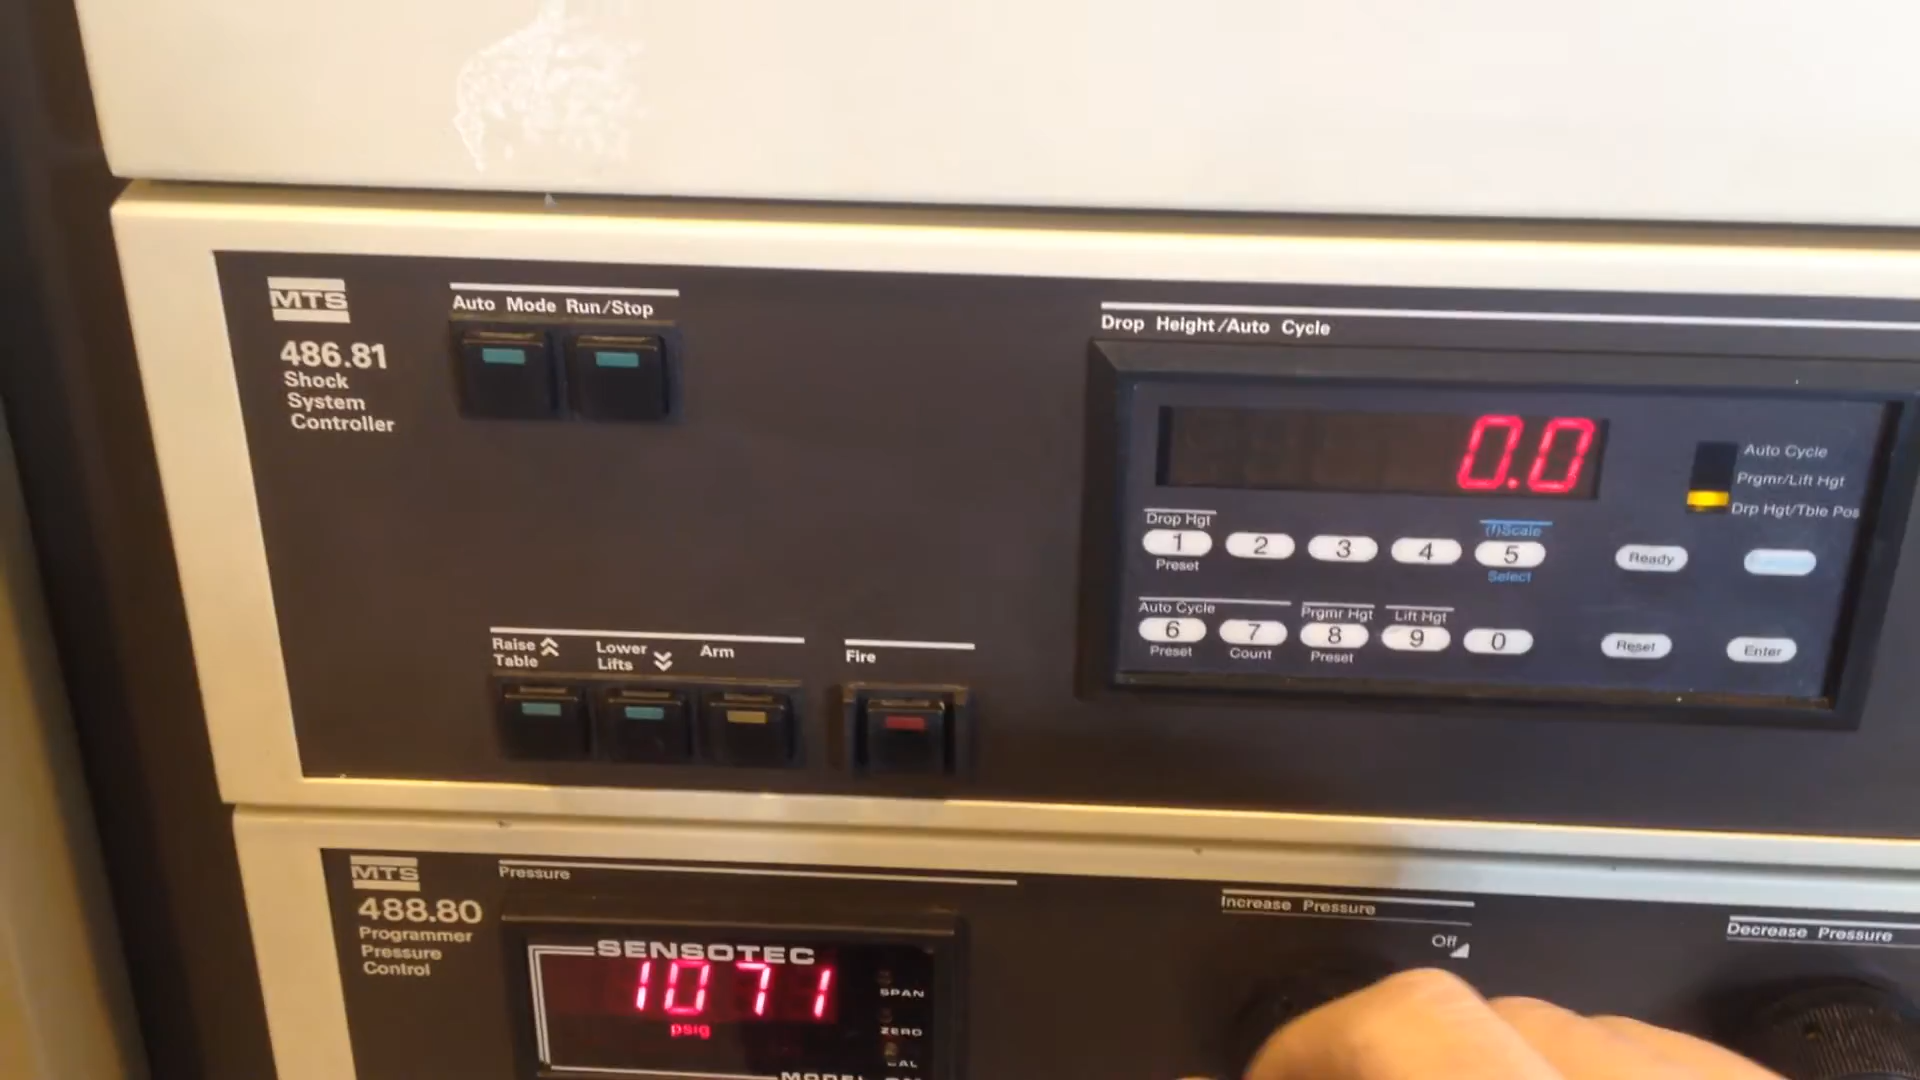 MTS
486.81
Shock
System
Controller
Auto Mode Run/Stop
Raise
Table
Lower
Lifts
Arm
Fire
Drop Height/Auto Cycle
0.0
Auto Cycle
Prgmr/Lift Hgt
Drp Hgt/Tble Pos
Drop Hgt
1
Preset
2
3
4
(f)Scale
5
Select
Ready
Auto Cycle
6
Preset
7
Count
Prgmr Hgt
8
Preset
Lift Hgt
9
0
Reset
Enter
MTS
488.80
Programmer
Pressure
Control
Pressure
SENSOTEC
1071
psig
SPAN
ZERO
Increase Pressure
Off
Decrease Pressure